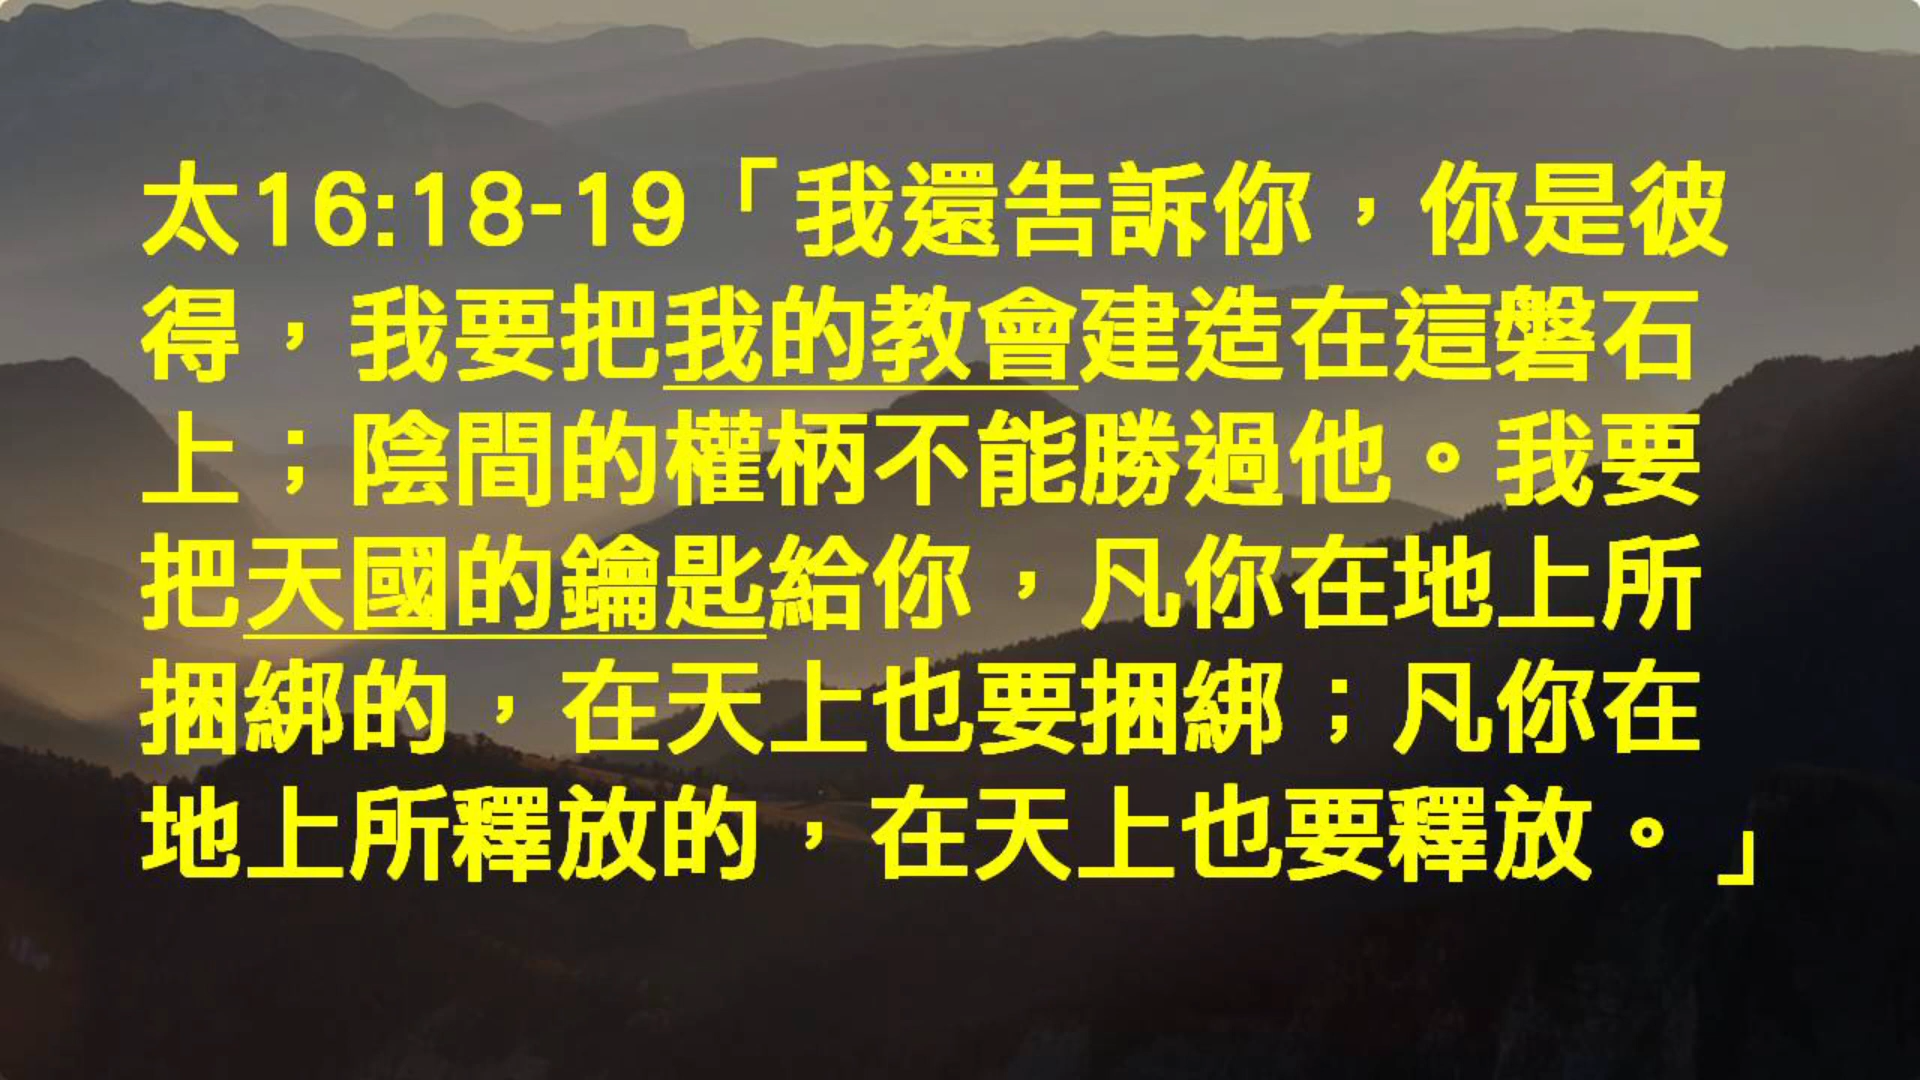 太16:18-19「我還告訴你，你是彼
得，我要把我的教會建造在這磐石
上；陰間的權柄不能勝過他。我要
把天國的鑰匙給你，凡你在地上所
捆綁的，在天上也要捆綁；凡你在
地上所釋放的，在天上也要釋放。」